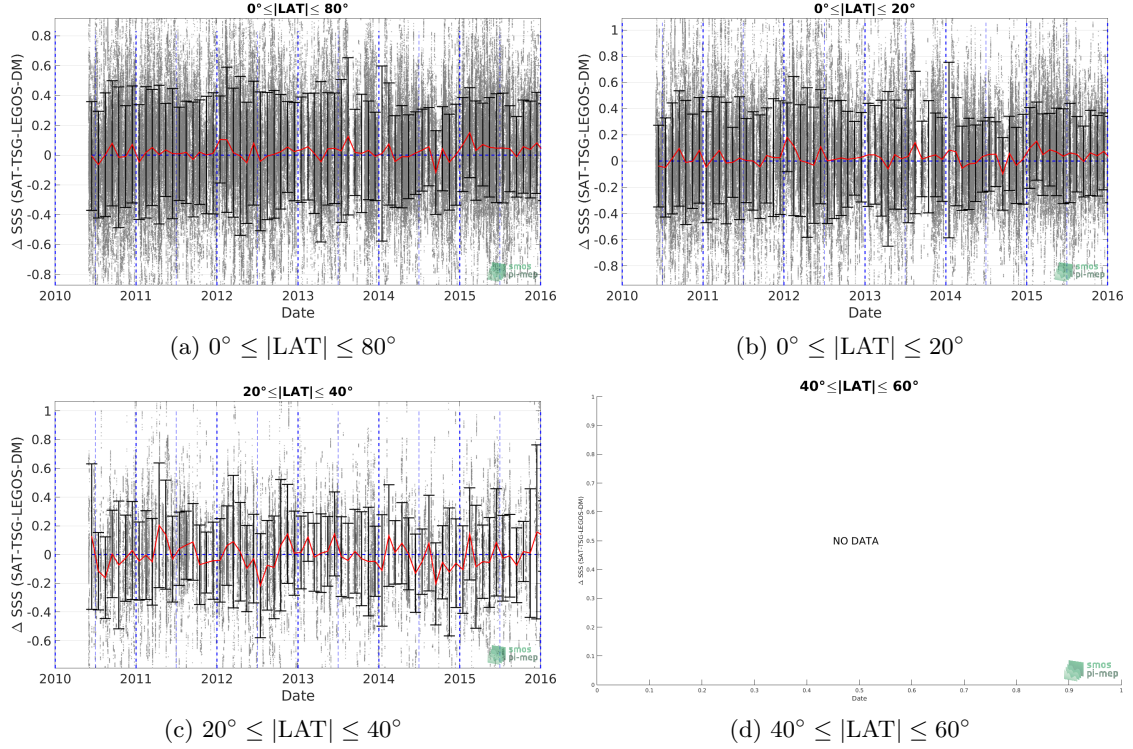 0°≤|LAT|≤ 80°
Δ SSS (SAT-TSG-LEGOS-DM)
0.8
0.6
0.4
0.2
0
-0.2
-0.4
-0.6
-0.8
2010 2011 2012 2013 2014 2015 2016
Date
smos
pi-mep
(a) 0° ≤ |LAT| ≤ 80°
0°≤|LAT|≤ 20°
Δ SSS (SAT-TSG-LEGOS-DM)
1
0.8
0.6
0.4
0.2
0
-0.2
-0.4
-0.6
-0.8
2010 2011 2012 2013 2014 2015 2016
Date
smos
pi-mep
(b) 0° ≤ |LAT| ≤ 20°
20°≤|LAT|≤ 40°
Δ SSS (SAT-TSG-LEGOS-DM)
1
0.8
0.6
0.4
0.2
0
-0.2
-0.4
-0.6
2010 2011 2012 2013 2014 2015 2016
Date
smos
pi-mep
(c) 20° ≤ |LAT| ≤ 40°
40°≤|LAT|≤ 60°
Δ SSS (SAT-TSG-LEGOS-DM)
1
0.9
0.8
0.7
0.6
0.5
0.4
0.3
0.2
0.1
0
NO DATA
0 0.1 0.2 0.3 0.4 0.5 0.6 0.7 0.8 0.9 1
Date
smos
pi-mep
(d) 40° ≤ |LAT| ≤ 60°